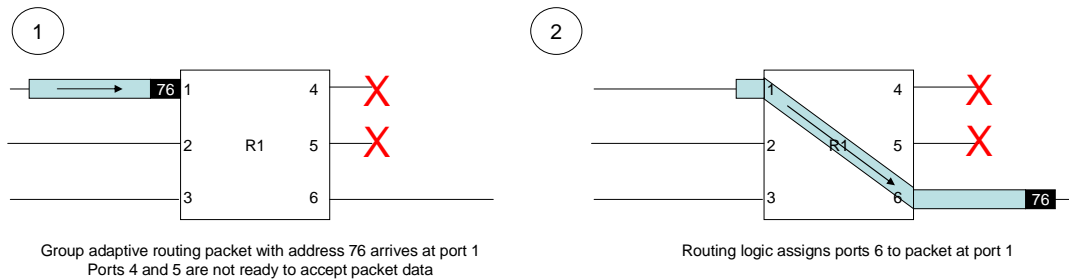 1
2
76
1
4
X
2
R1
5
X
3
6
1
4
X
2
R1
5
X
3
6
76
Group adaptive routing packet with address 76 arrives at port 1
Ports 4 and 5 are not ready to accept packet data
Routing logic assigns ports 6 to packet at port 1